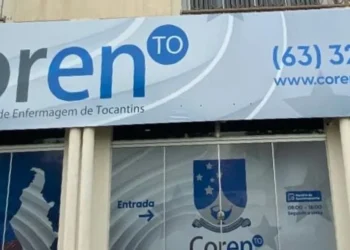 oren TO
de Enfermagem de Tocantins
(63) 32
www.core
Entrada
Coren TO